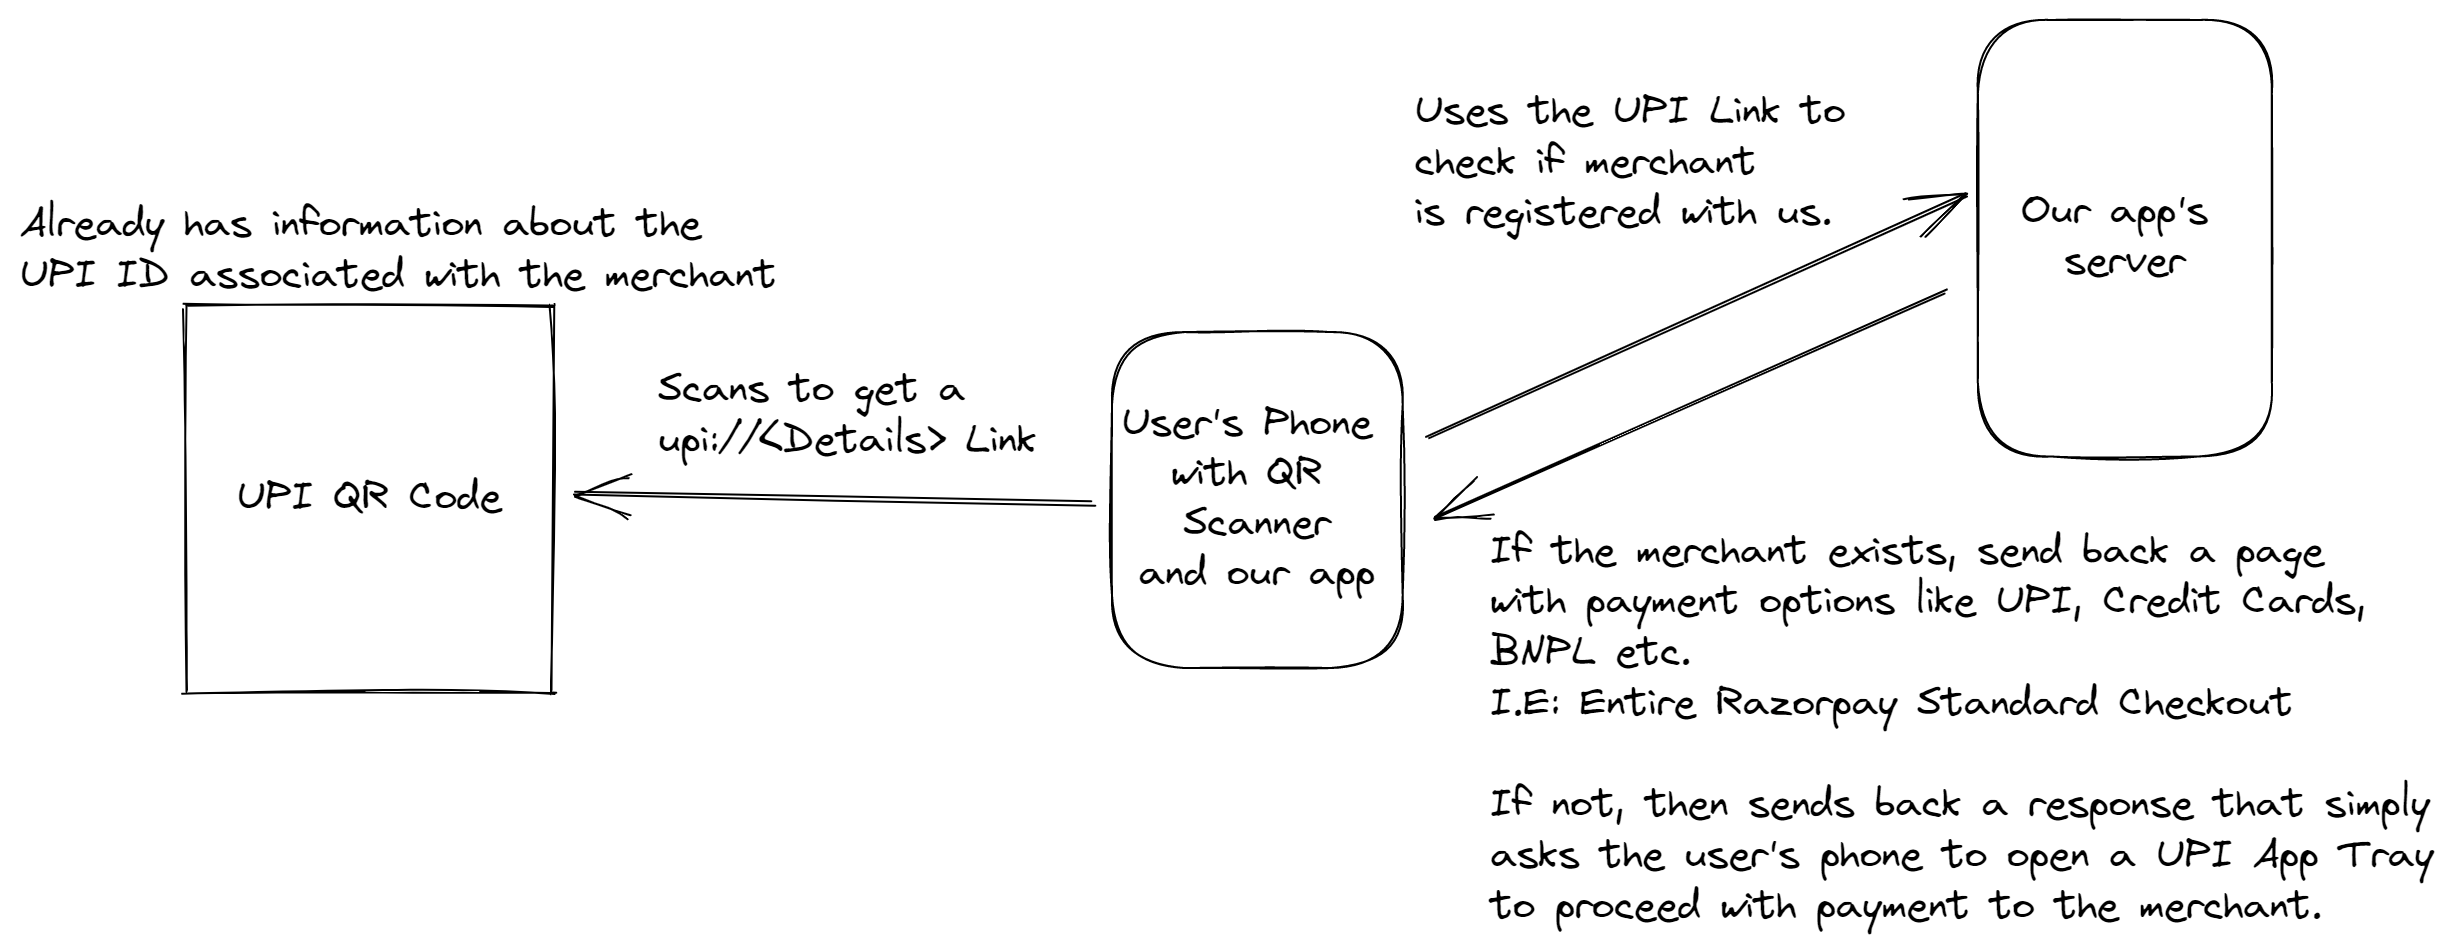 Already has information about the
UPI ID associated with the merchant
UPI QR Code
Scans to get a
upi://<Details> Link
User's Phone
with QR
Scanner
and our app
Uses the UPI Link to
check if merchant
is registered with us.
Our app's
server
If the merchant exists, send back a page
with payment options like UPI, Credit Cards,
BNPL etc.
I.E: Entire Razorpay Standard Checkout
If not, then sends back a response that simply
asks the user's phone to open a UPI App Tray
to proceed with payment to the merchant.